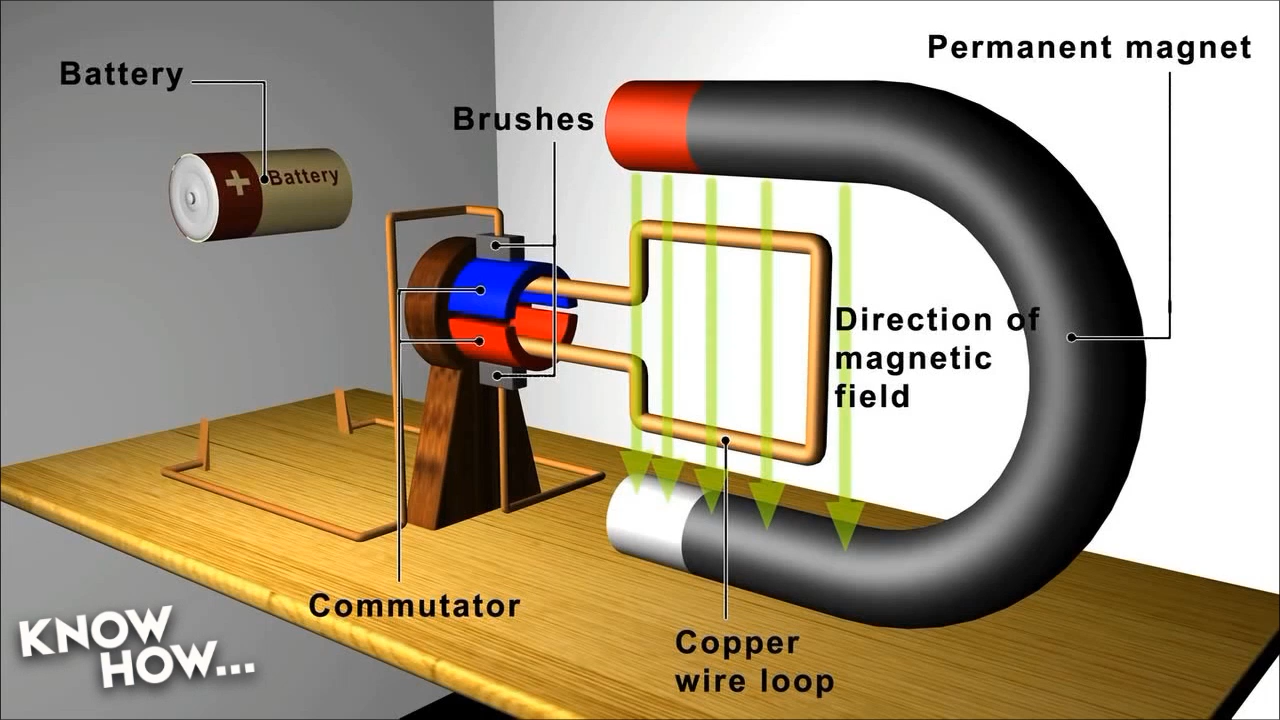 Permanent magnet
Battery
Brushes
+ Battery
Direction of
magnetic
field
Commutator
Copper
wire loop
KNOW
HOW...